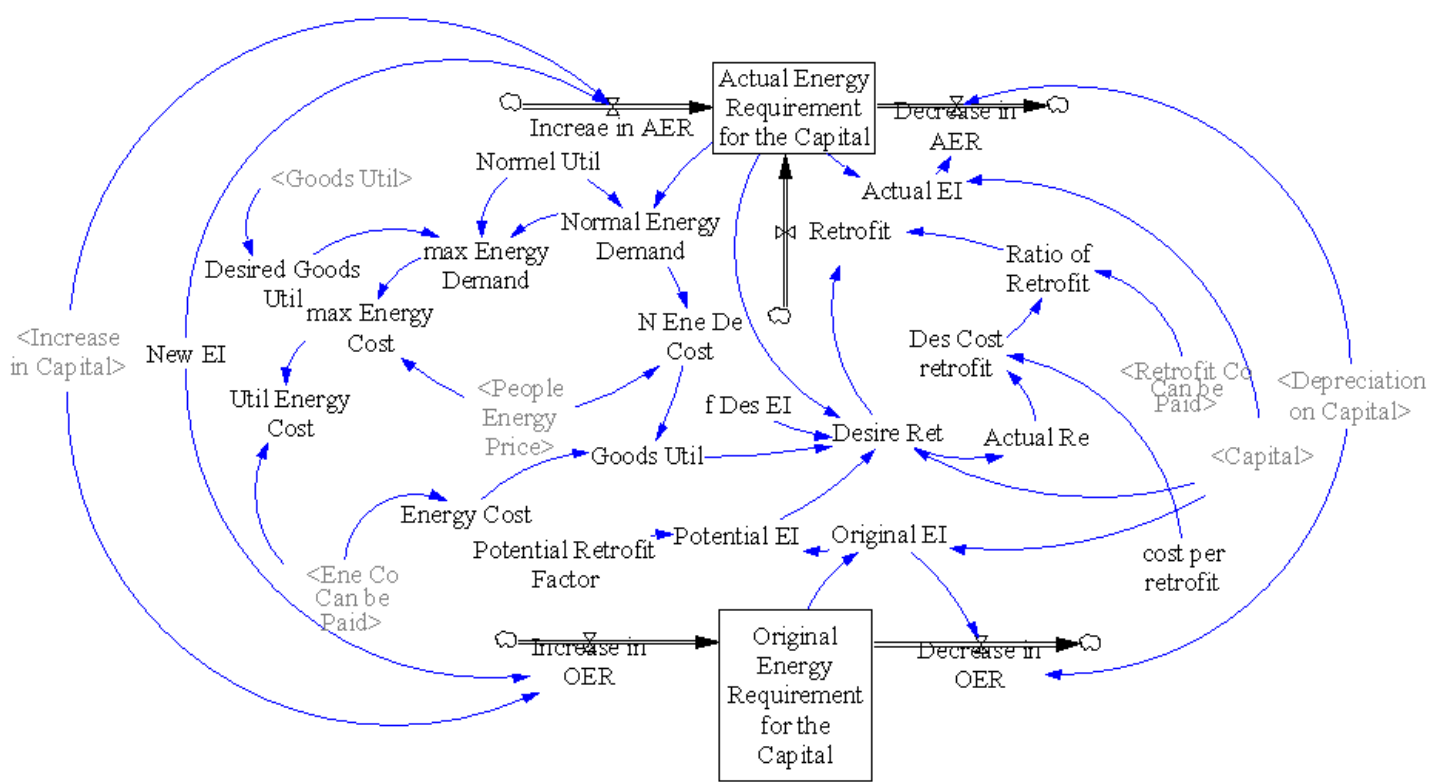 Actual Energy
Requirement
for the Capital
Increae in AER
Decrease in
AER
Normel Util
<Goods Util>
Actual EI
Normal Energy
Demand
Retrofit
max Energy
Demand
Ratio of
Retrofit
Desired Goods
Util
max Energy
Cost
N Ene De
Cost
<Increase
in Capital>
New EI
Des Cost
retrofit
<Retrofit Co
Can be
Paid>
<Depreciation
on Capital>
Util Energy
Cost
<People
Energy
Price>
f Des EI
Desire Ret
Actual Re
<Capital>
Goods Util
Energy Cost
Potential Retrofit
Factor
Potential EI
Original EI
cost per
retrofit
<Ene Co
Can be
Paid>
Increase in
OER
Original
Energy
Requirement
for the
Capital
Decrease in
OER